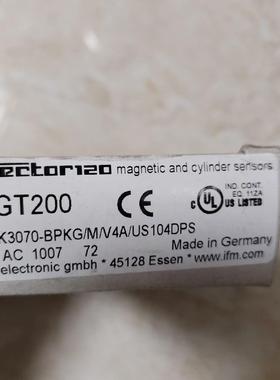 ector120 magnetic and cylinder sensors
GT200
CE
IND. CONT.
EQ. 11ZA
c UL US LISTED
K3070-BPKG/M/V4A/US104DPS
AC 1007 72
Made in Germany
electronic gmbh * 45128 Essen * www.ifm.com